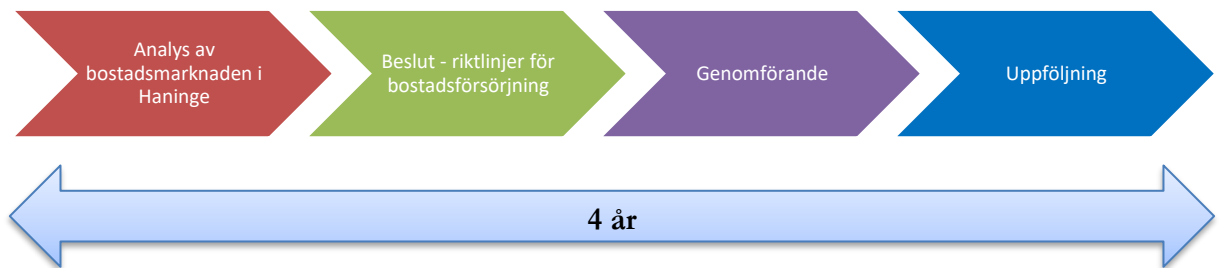 Analys av
bostadsmarknaden i
Haninge
Beslut - riktlinjer för
bostadsförsörjning
Genomförande
Uppföljning
4 år